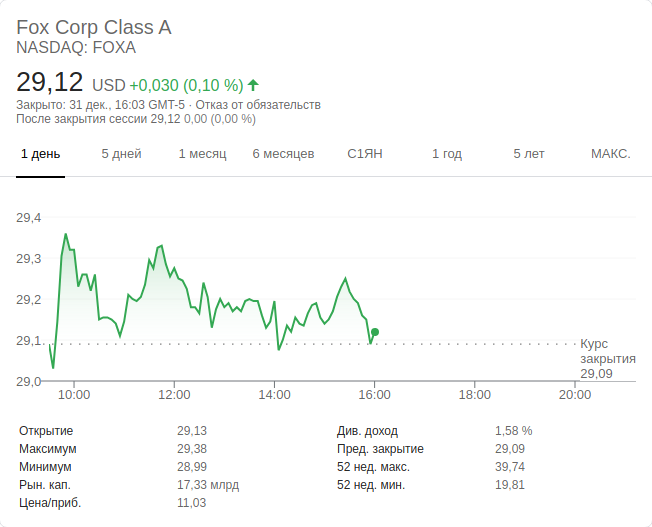 Fox Corp Class A
NASDAQ: FOXA
29,12 USD +0,030 (0,10 %)
Закрыто: 31 дек., 16:03 GMT-5 · Отказ от обязательств
После закрытия сессии 29,12 0,00 (0,00 %)
1 день 5 дней 1 месяц 6 месяцев С1ЯН 1 год 5 лет МАКС.
29,4
29,3
29,2
29,1
Курс
закрытия
29,09
29,0
10:00 12:00 14:00 16:00 18:00 20:00
Открытие 29,13 Див. доход 1,58 %
Максимум 29,38 Пред. закрытие 29,09
Минимум 28,99 52 нед. макс. 39,74
Рын. кап. 17,33 млрд 52 нед. мин. 19,81
Цена/приб. 11,03